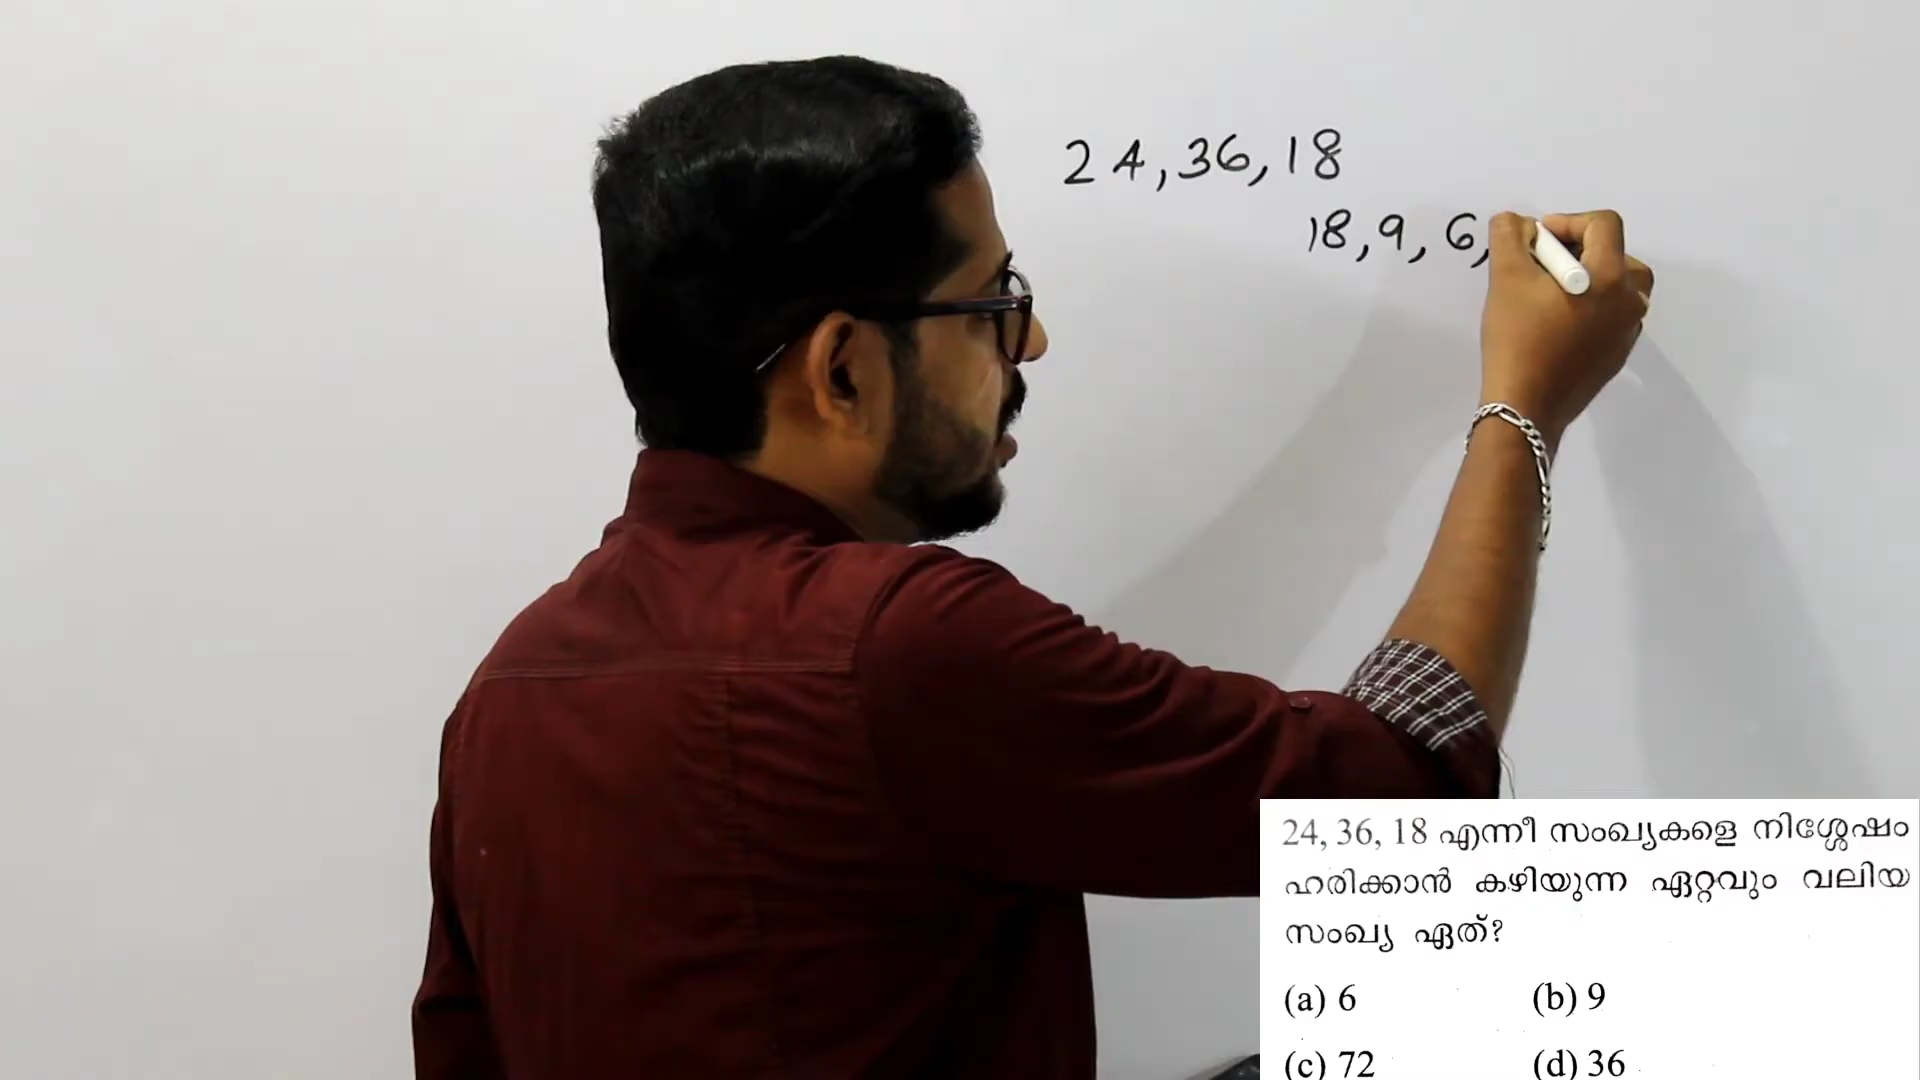 24, 36, 18
18, 9, 6,
24, 36, 18 എന്നീ സംഖ്യകളെ നിശ്ശേഷം
ഹരിക്കാൻ കഴിയുന്ന ഏറ്റവും വലിയ
സംഖ്യ ഏത്?
(a) 6 (b) 9
(c) 72 (d) 36